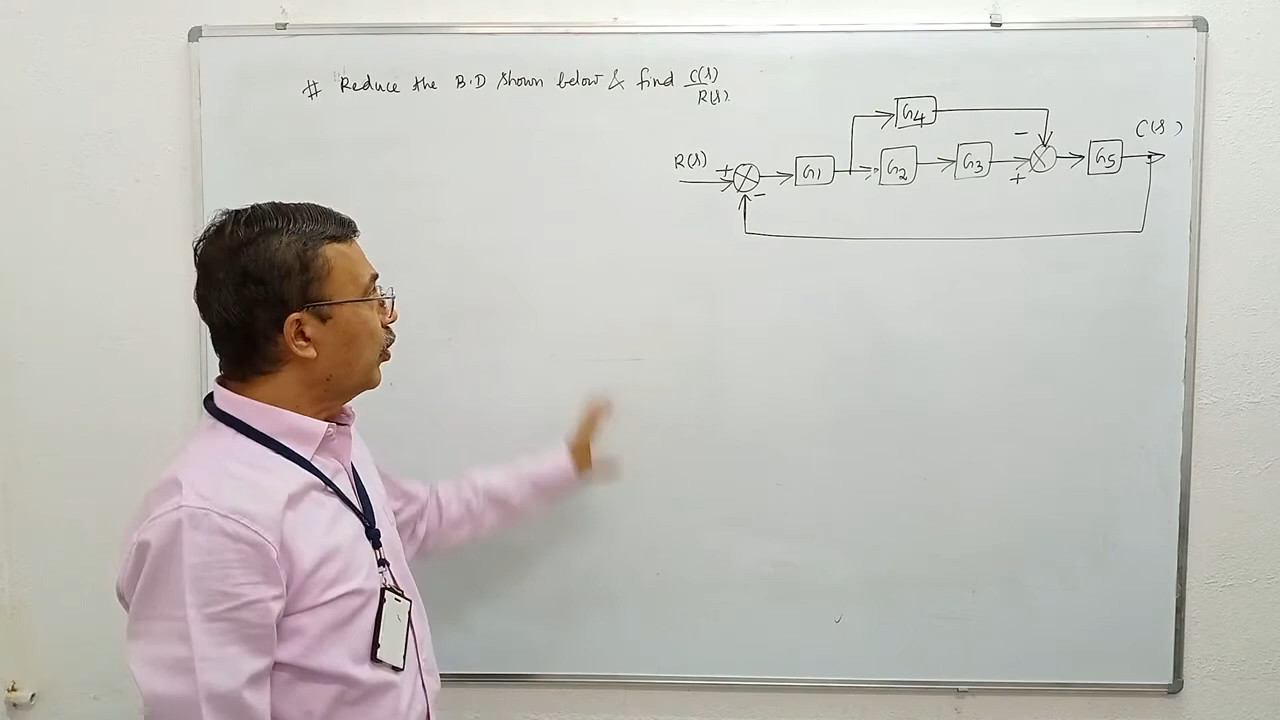 # Reduce the B.D shown below & find C(s)/R(s).
G4
R(s) + - G1 G2 G3 + - G5 C(s)